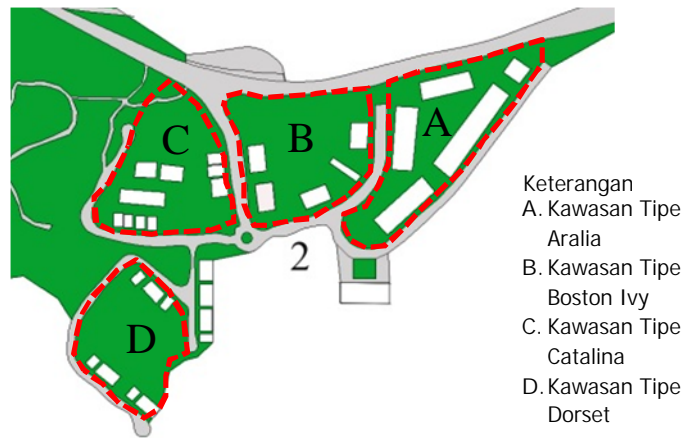 A
B
C
2
D
Keterangan
A. Kawasan Tipe
Aralia
B. Kawasan Tipe
Boston Ivy
C. Kawasan Tipe
Catalina
D. Kawasan Tipe
Dorset